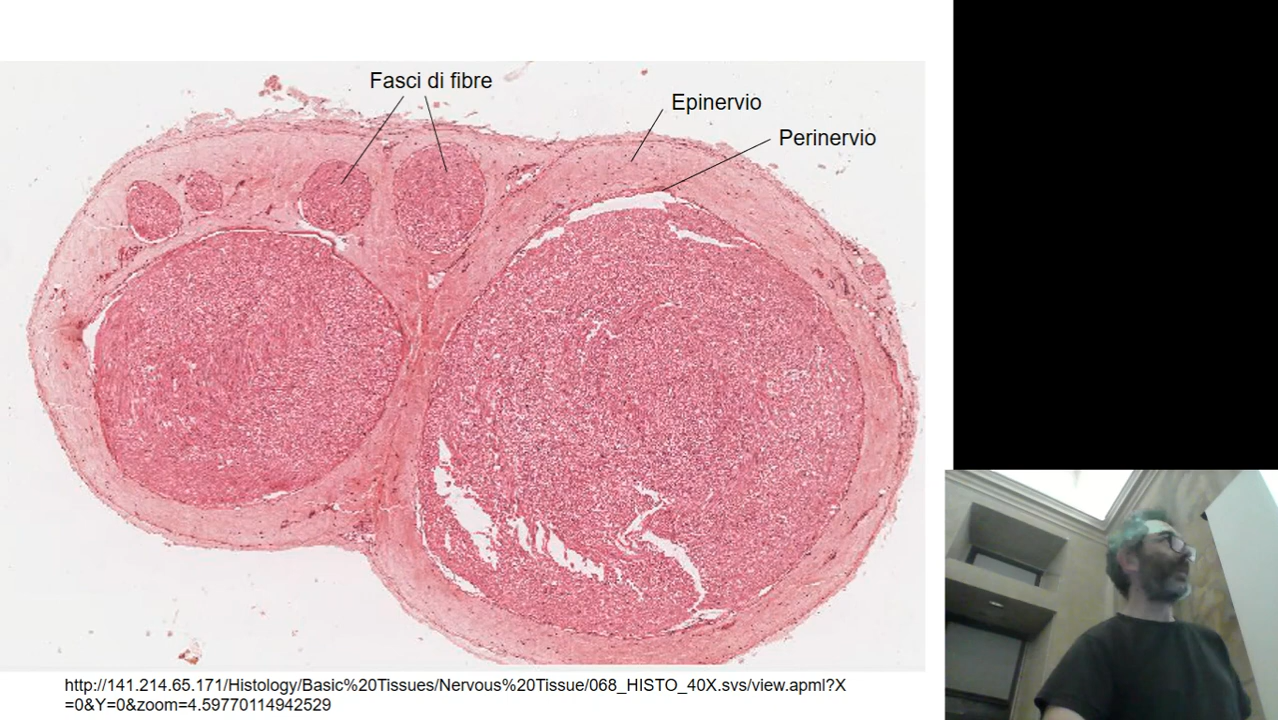 Fasci di fibre
Epinervio
Perinervio
http://141.214.65.171/Histology/Basic%20Tissues/Nervous%20Tissue/068_HISTO_40X.svs/view.apml?X
=0&Y=0&zoom=4.59770114942529